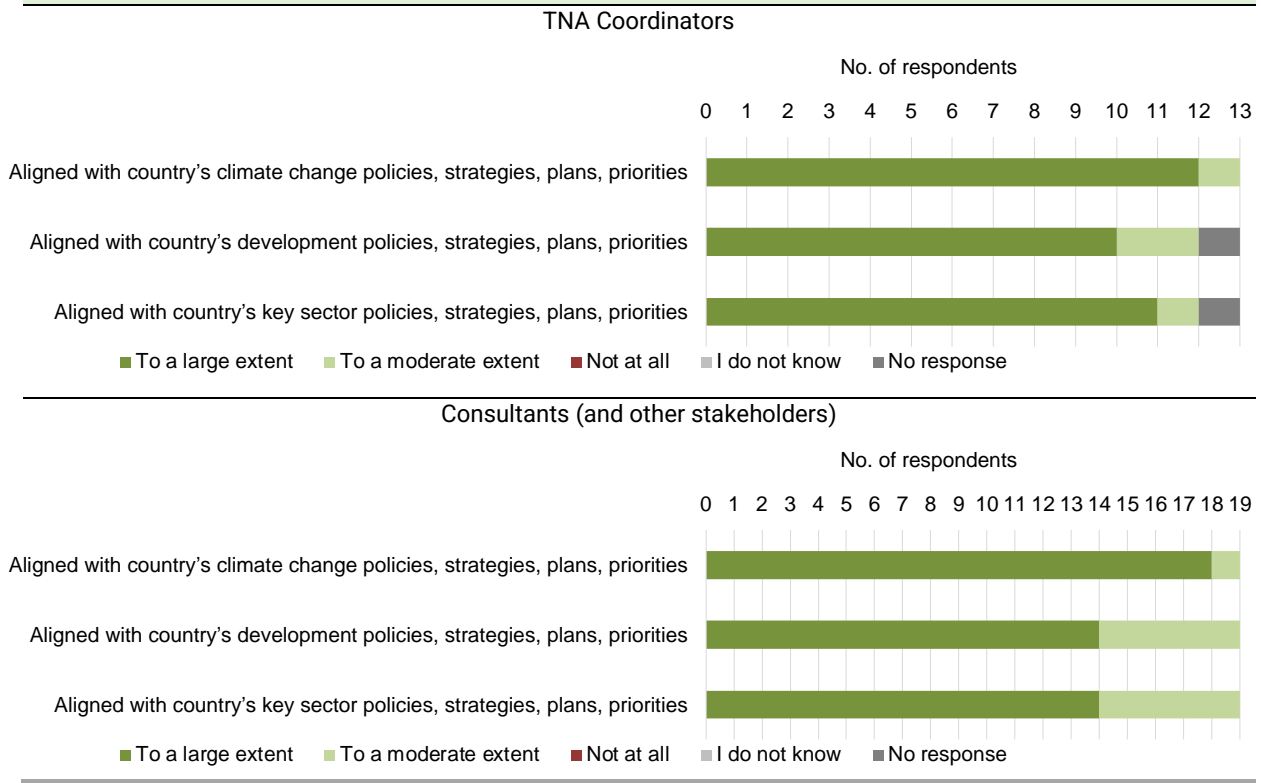 TNA Coordinators
No. of respondents
0 1 2 3 4 5 6 7 8 9 10 11 12 13
Aligned with country’s climate change policies, strategies, plans, priorities
Aligned with country’s development policies, strategies, plans, priorities
Aligned with country’s key sector policies, strategies, plans, priorities
To a large extent To a moderate extent Not at all I do not know No response
Consultants (and other stakeholders)
No. of respondents
0 1 2 3 4 5 6 7 8 9 10 11 12 13 14 15 16 17 18 19
Aligned with country’s climate change policies, strategies, plans, priorities
Aligned with country’s development policies, strategies, plans, priorities
Aligned with country’s key sector policies, strategies, plans, priorities
To a large extent To a moderate extent Not at all I do not know No response